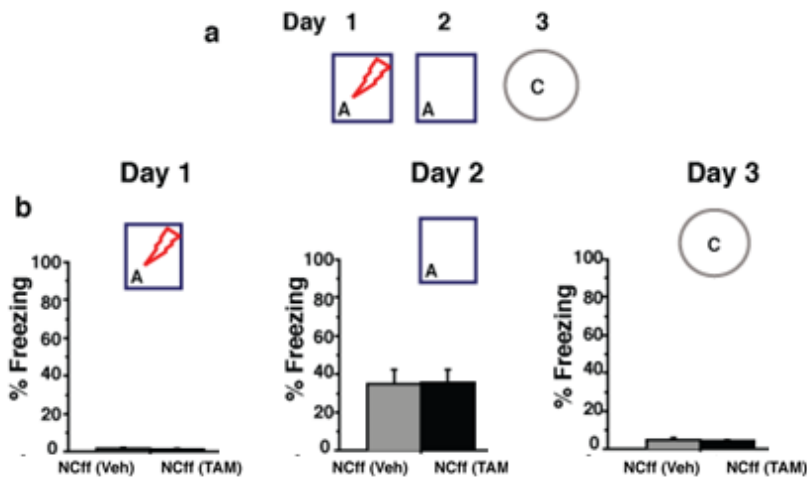 a
Day 1 2 3
A A C
Day 1 Day 2 Day 3
b
A A C
% Freezing
100
80
60
40
20
0
NCff (Veh) NCff (TAM)
% Freezing
100
80
60
40
20
0
NCff (Veh) NCff (TAM
% Freezing
100
80
60
40
20
0
NCff (Veh) NCff (TAM)